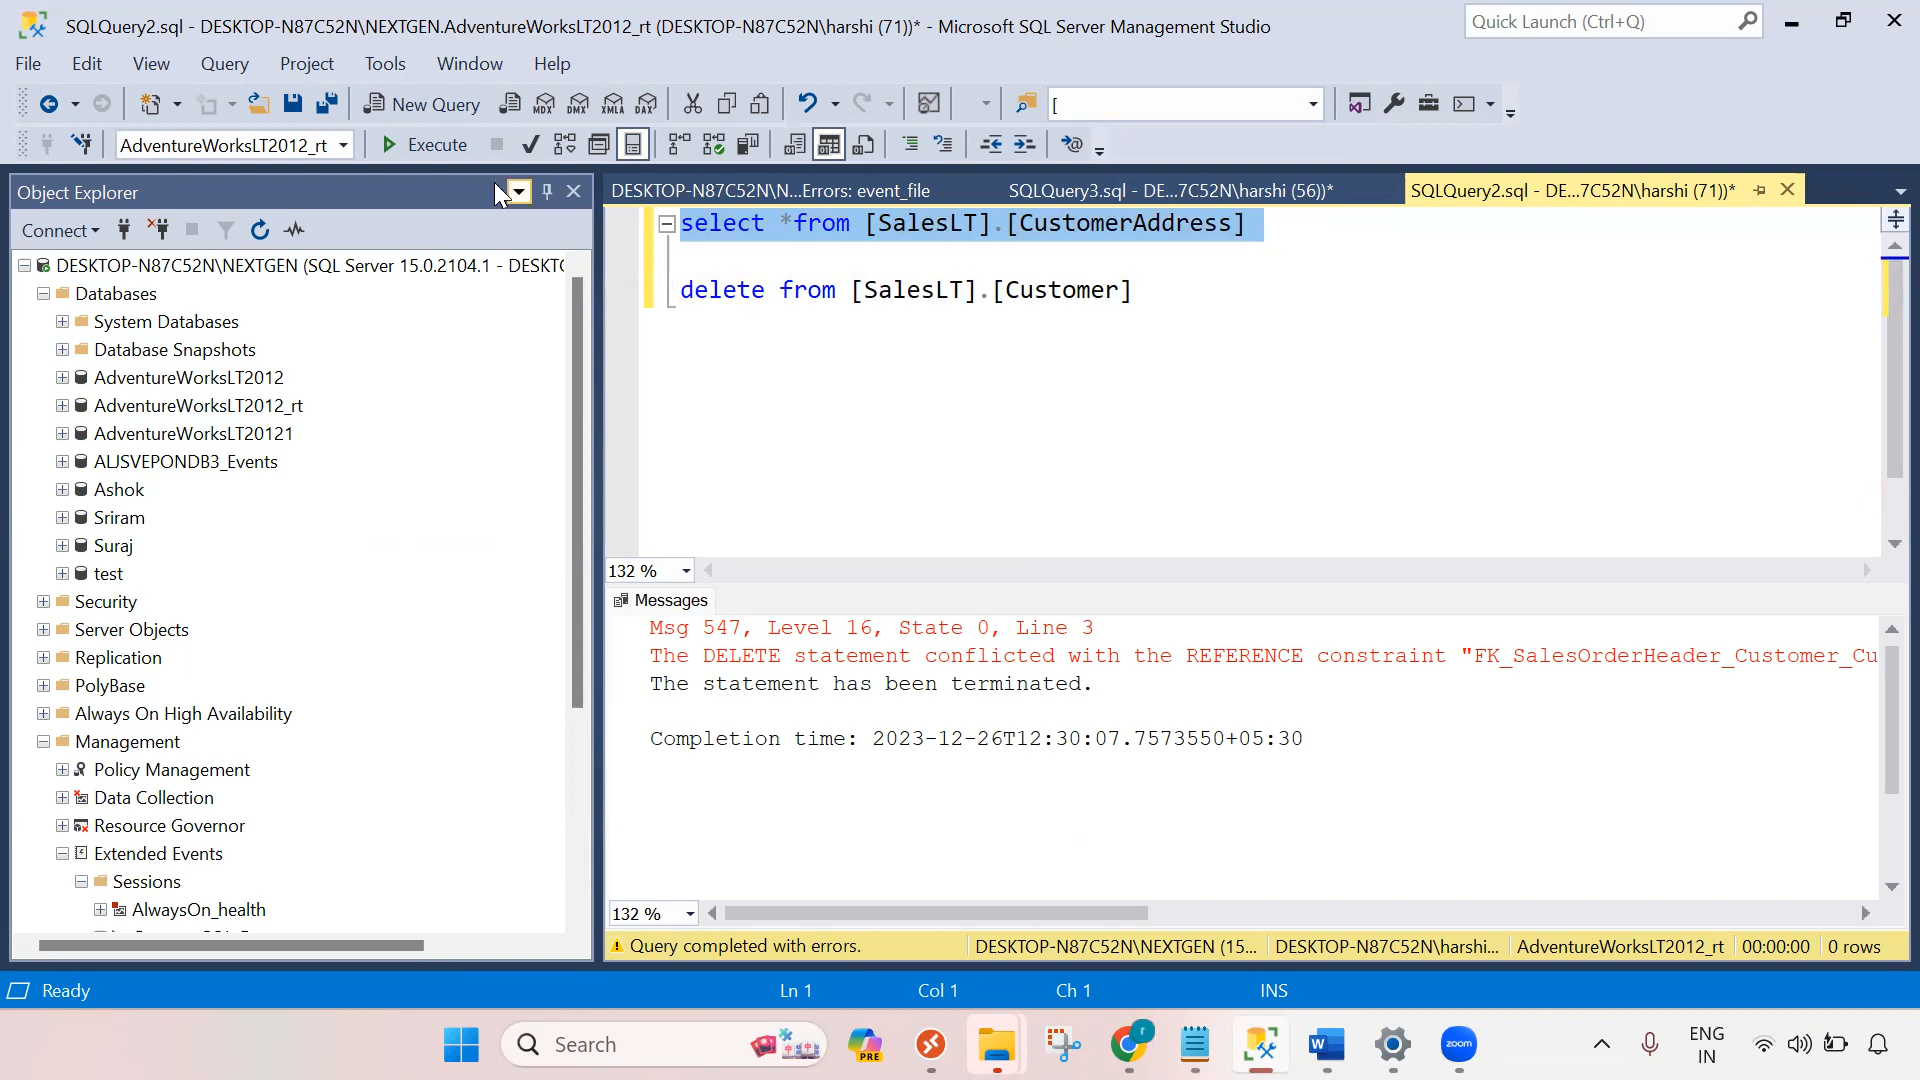 SQLQuery2.sql - DESKTOP-N87C52N\NEXTGEN.AdventureWorksLT2012_rt (DESKTOP-N87C52N\harshi (71))* - Microsoft SQL Server Management Studio
Quick Launch (Ctrl+Q)
File Edit View Query Project Tools Window Help
New Query
MDX DMX XMLA DAX
[
AdventureWorksLT2012_rt
Execute
Object Explorer
DESKTOP-N87C52N\N...Errors: event_file
SQLQuery3.sql - DE...7C52N\harshi (56))*
SQLQuery2.sql - DE...7C52N\harshi (71))*
Connect
DESKTOP-N87C52N\NEXTGEN (SQL Server 15.0.2104.1 - DESKTO
Databases
System Databases
Database Snapshots
AdventureWorksLT2012
AdventureWorksLT2012_rt
AdventureWorksLT20121
ALJSVEPONDB3_Events
Ashok
Sriram
Suraj
test
Security
Server Objects
Replication
PolyBase
Always On High Availability
Management
Policy Management
Data Collection
Resource Governor
Extended Events
Sessions
AlwaysOn_health
select *from [SalesLT].[CustomerAddress]
delete from [SalesLT].[Customer]
132 %
Messages
Msg 547, Level 16, State 0, Line 3
The DELETE statement conflicted with the REFERENCE constraint "FK_SalesOrderHeader_Customer_Cu
The statement has been terminated.
Completion time: 2023-12-26T12:30:07.7573550+05:30
132 %
Query completed with errors.
DESKTOP-N87C52N\NEXTGEN (15...
DESKTOP-N87C52N\harshi...
AdventureWorksLT2012_rt
00:00:00
0 rows
Ready
Ln 1
Col 1
Ch 1
INS
Search
PRE
zoom
ENG
IN